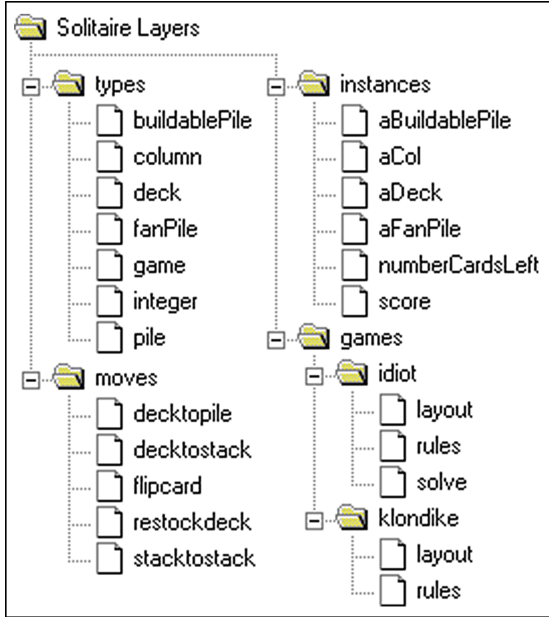 Solitaire Layers
types
buildablePile
column
deck
fanPile
game
integer
pile
moves
decktopile
decktostack
flipcard
restockdeck
stacktostack
instances
aBuildablePile
aCol
aDeck
aFanPile
numberCardsLeft
score
games
idiot
layout
rules
solve
klondike
layout
rules